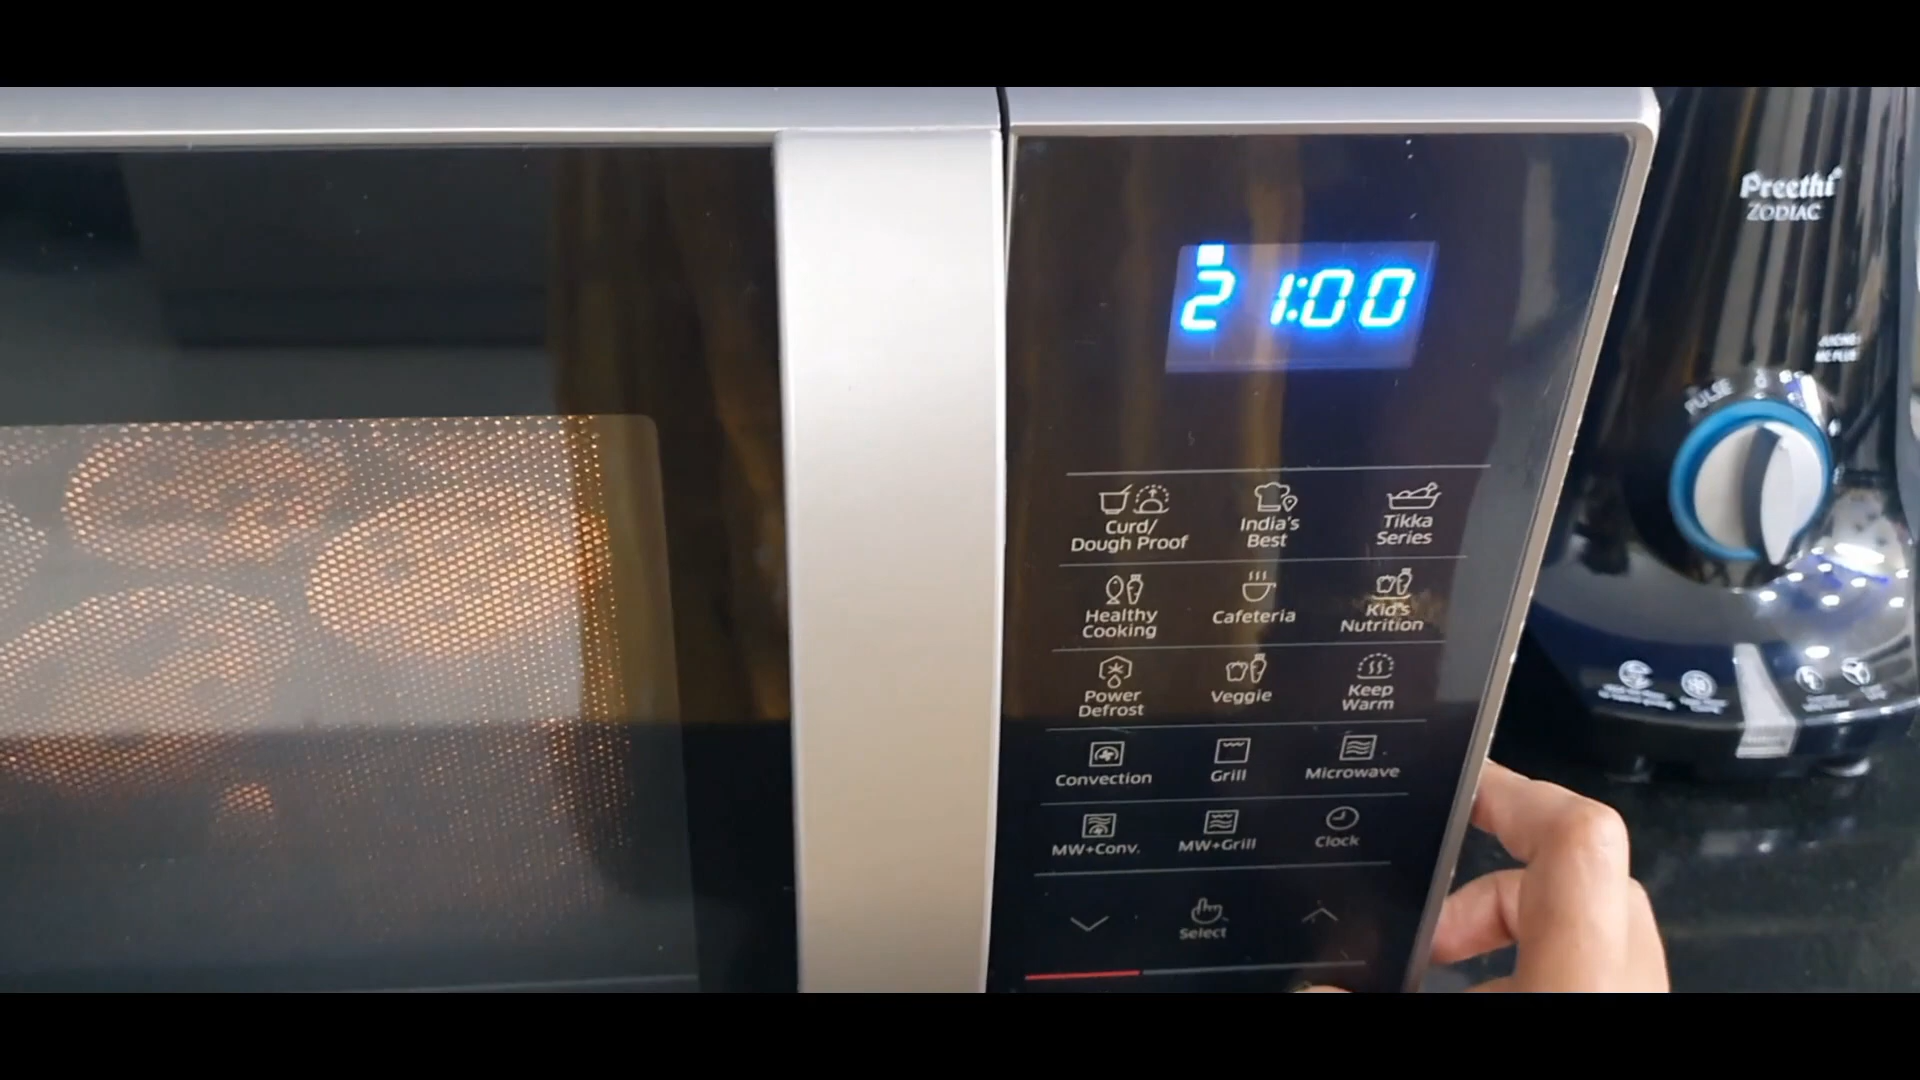 2 1:00
Preethi
ZODIAC
PULSE
Curd/
Dough Proof
India's
Best
Tikka
Series
Healthy
Cooking
Cafeteria
Kid's
Nutrition
Power
Defrost
Veggie
Keep
Warm
Convection
Grill
Microwave
MW+Conv.
MW+Grill
Clock
Select